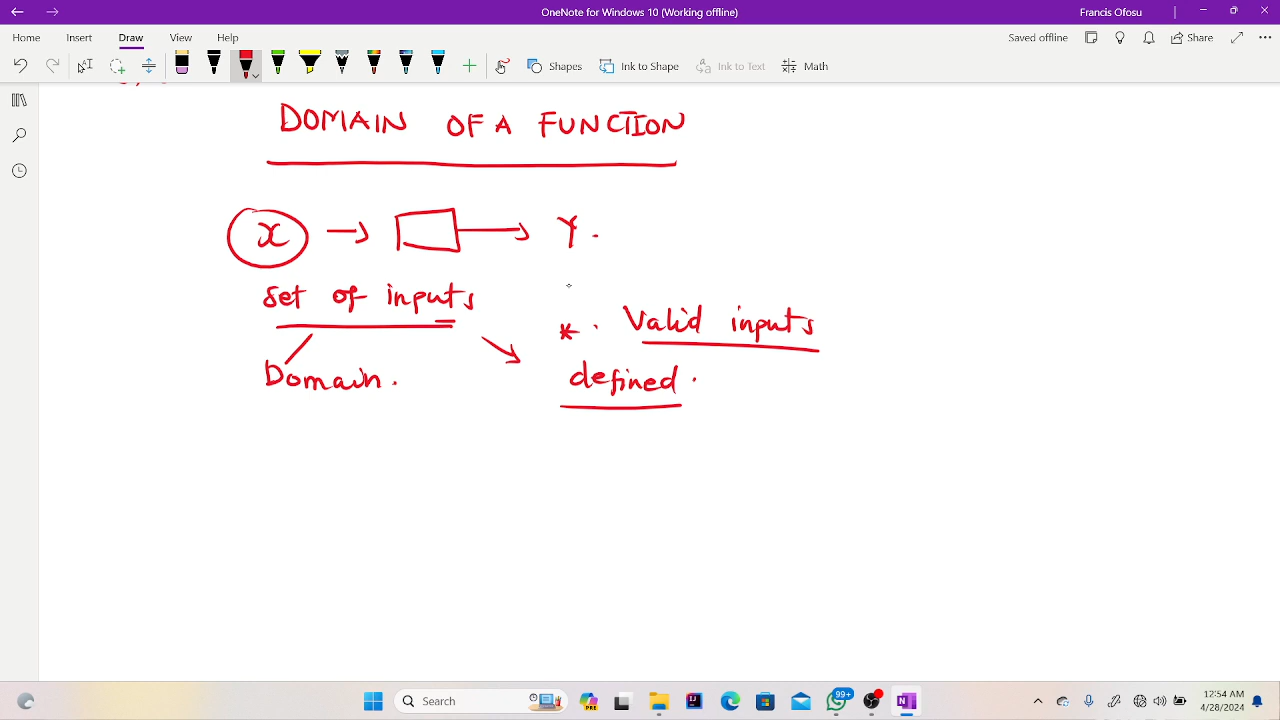 OneNote for Windows 10 (Working offline)
Francis Ofosu
Home Insert Draw View Help
Saved offline
Share
Shapes
Ink to Shape
Ink to Text
Math
DOMAIN OF A FUNCTION
x → → Y.
set of inputs
* . Valid inputs
Domain.
defined.
Search
PRE
99+
12:54 AM
4/28/2024